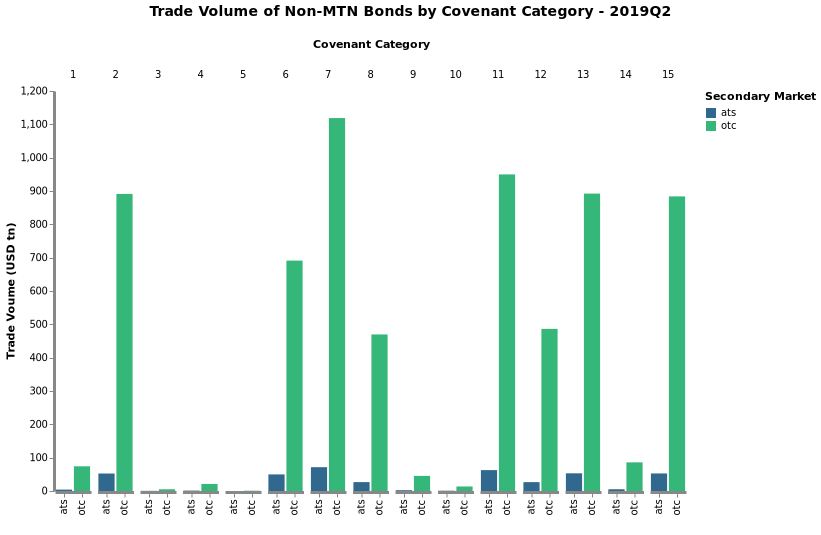 Trade Volume of Non-MTN Bonds by Covenant Category - 2019Q2
Covenant Category
1 2 3 4 5 6 7 8 9 10 11 12 13 14 15
Secondary Market
ats
otc
Trade Voume (USD tn)
1,200
1,100
1,000
900
800
700
600
500
400
300
200
100
0
ats otc ats otc ats otc ats otc ats otc ats otc ats otc ats otc ats otc ats otc ats otc ats otc ats otc ats otc ats otc